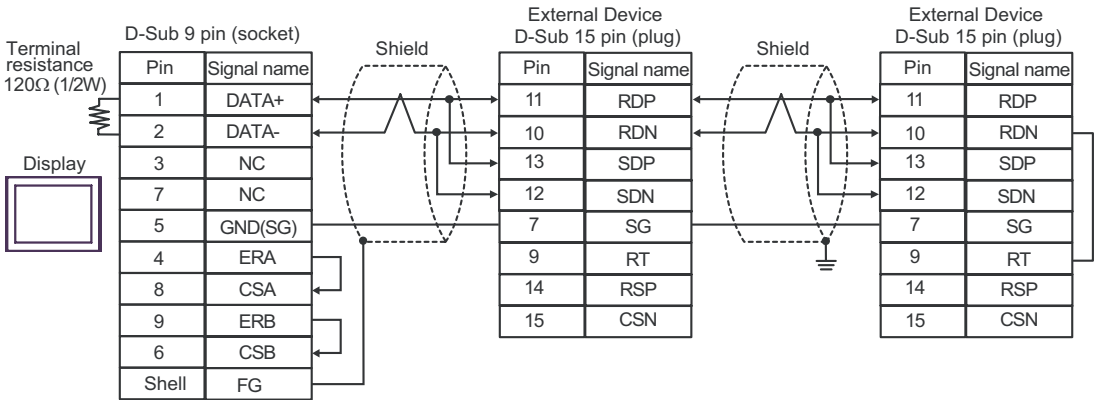 Terminal
resistance
120Ω (1/2W)
Display
D-Sub 9 pin (socket)
Pin Signal name
1 DATA+
2 DATA-
3 NC
7 NC
5 GND(SG)
4 ERA
8 CSA
9 ERB
6 CSB
Shell FG
Shield
External Device
D-Sub 15 pin (plug)
Pin Signal name
11 RDP
10 RDN
13 SDP
12 SDN
7 SG
9 RT
14 RSP
15 CSN
Shield
External Device
D-Sub 15 pin (plug)
Pin Signal name
11 RDP
10 RDN
13 SDP
12 SDN
7 SG
9 RT
14 RSP
15 CSN